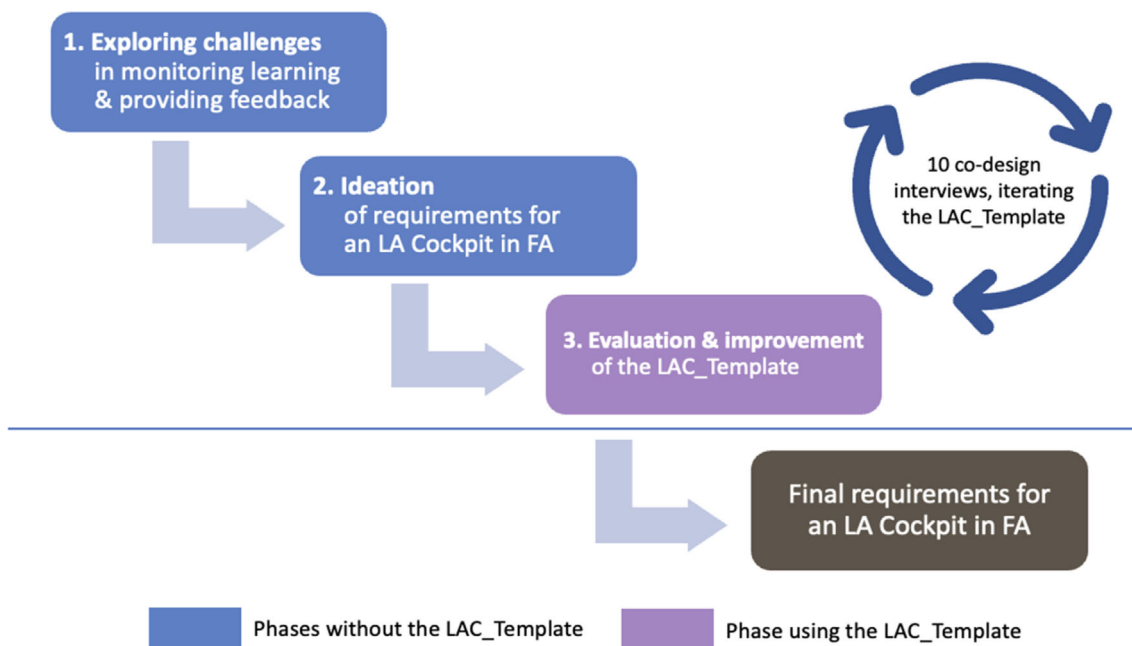 1. Exploring challenges
in monitoring learning
& providing feedback
2. Ideation
of requirements for
an LA Cockpit in FA
10 co-design
interviews, iterating
the LAC_Template
3. Evaluation & improvement
of the LAC_Template
Final requirements for
an LA Cockpit in FA
Phases without the LAC_Template
Phase using the LAC_Template